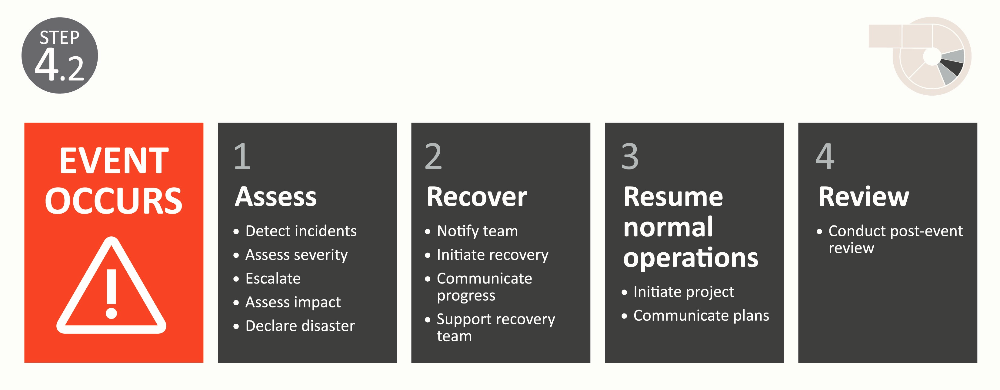 STEP
4.2
EVENT
OCCURS
!
1
Assess
• Detect incidents
• Assess severity
• Escalate
• Assess impact
• Declare disaster
2
Recover
• Notify team
• Initiate recovery
• Communicate
progress
• Support recovery
team
3
Resume
normal
operations
• Initiate project
• Communicate plans
4
Review
• Conduct post-event
review